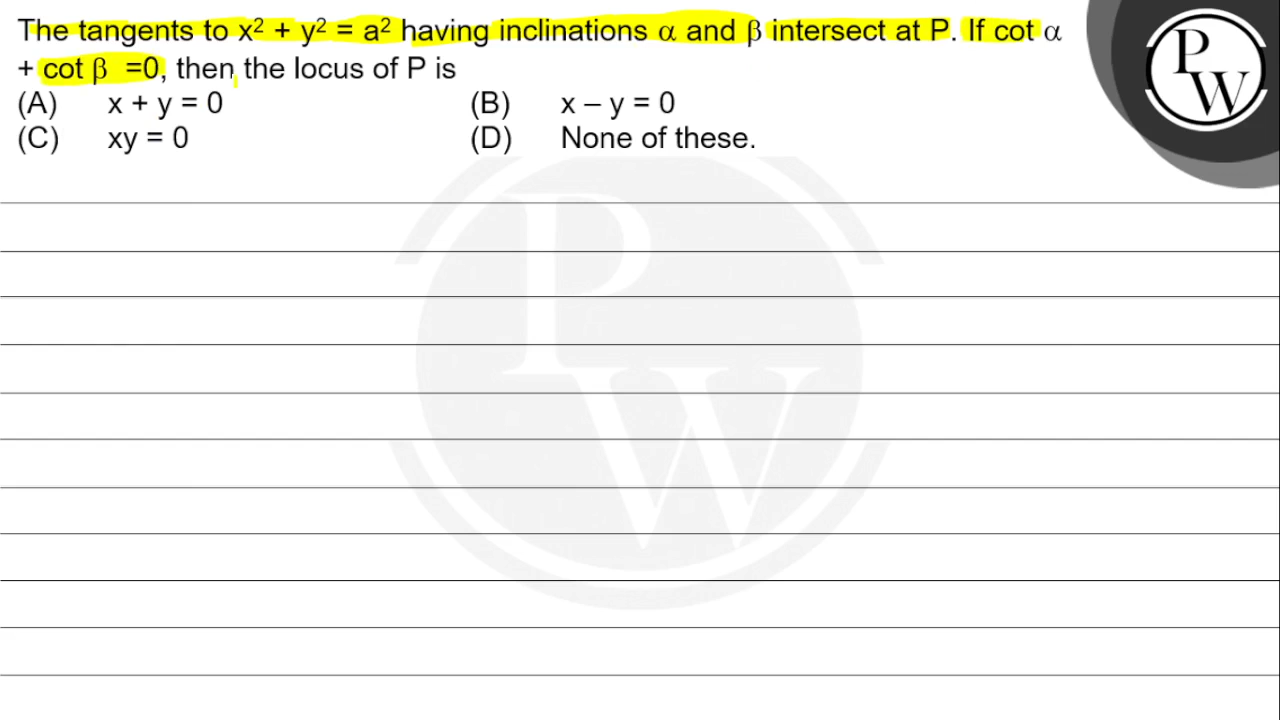 The tangents to x² + y² = a² having inclinations α and β intersect at P. If cot α
+ cot β =0, then the locus of P is
(A) x + y = 0 (B) x – y = 0
(C) xy = 0 (D) None of these.
P
W
P
W